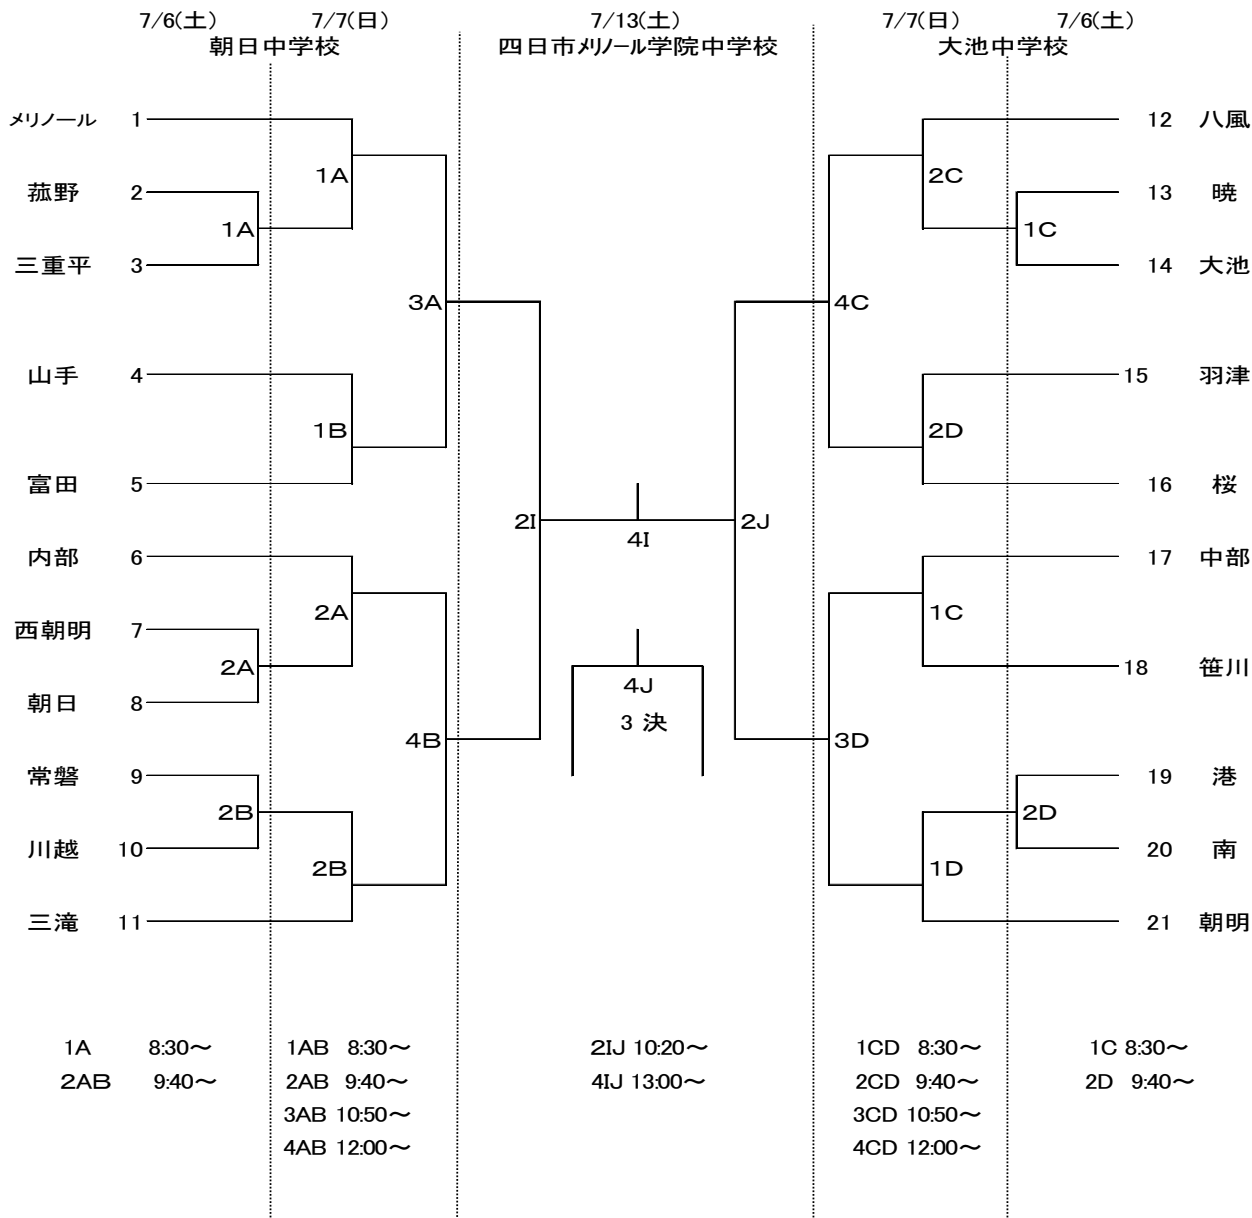 7/6(土) 7/7(日) 7/13(土) 7/7(日) 7/6(土)
朝日中学校 四日市メリノール学院中学校 大池中学校
メリノール 1 12 八風
1A 2C
菰野 2 13 暁
1A 1C
三重平 3 14 大池
3A 4C
山手 4 15 羽津
1B 2D
富田 5 16 桜
2I 2J
4I
内部 6 17 中部
2A 1C
西朝明 7
2A 18 笹川
4J
朝日 8
3 決
4B 3D
常磐 9 19 港
2B 2D
川越 10 20 南
2B 1D
三滝 11 21 朝明
1A 8:30～ 1AB 8:30～ 2IJ 10:20～ 1CD 8:30～ 1C 8:30～
2AB 9:40～ 2AB 9:40～ 4IJ 13:00～ 2CD 9:40～ 2D 9:40～
3AB 10:50～ 3CD 10:50～
4AB 12:00～ 4CD 12:00～